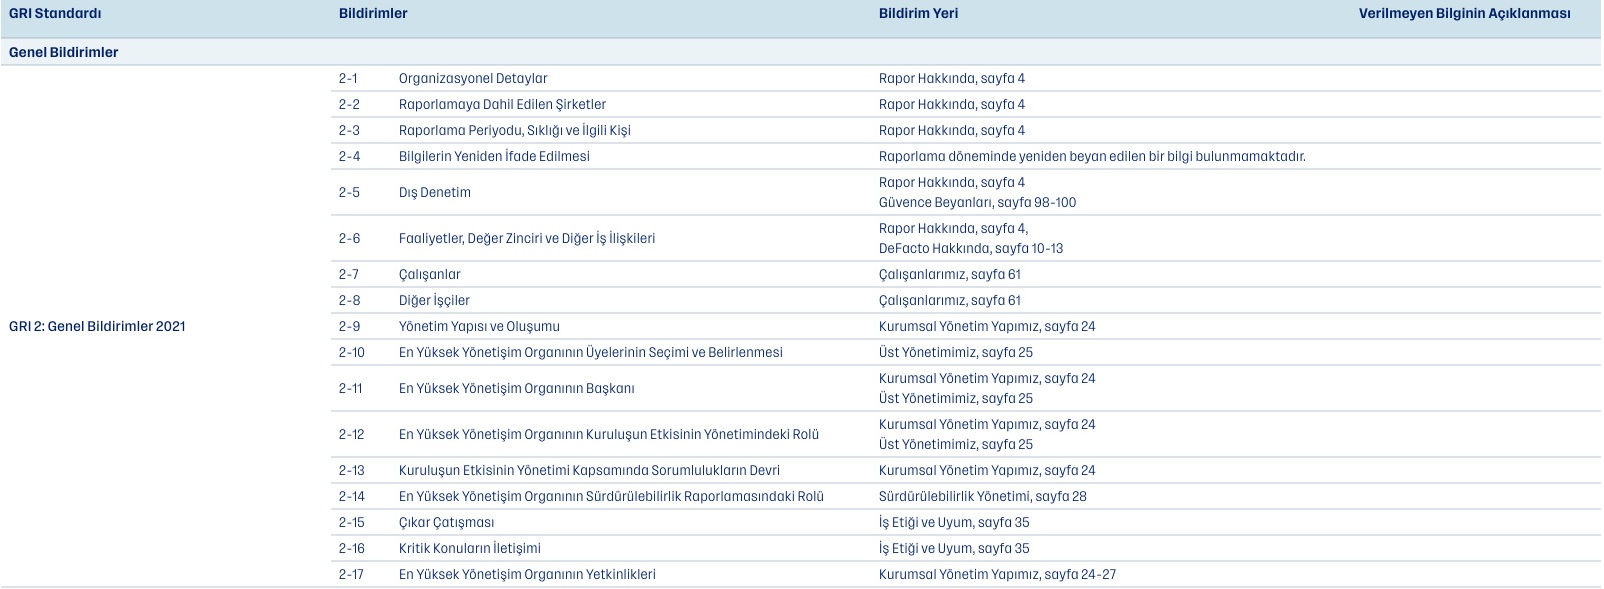 GRI Standardı Bildirimler Bildirim Yeri Verilmeyen Bilginin Açıklanması
Genel Bildirimler
2-1 Organizasyonel Detaylar Rapor Hakkında, sayfa 4
2-2 Raporlamaya Dahil Edilen Şirketler Rapor Hakkında, sayfa 4
2-3 Raporlama Periyodu, Sıklığı ve İlgili Kişi Rapor Hakkında, sayfa 4
2-4 Bilgilerin Yeniden İfade Edilmesi Raporlama döneminde yeniden beyan edilen bir bilgi bulunmamaktadır.
2-5 Dış Denetim Rapor Hakkında, sayfa 4
Güvence Beyanları, sayfa 98-100
2-6 Faaliyetler, Değer Zinciri ve Diğer İş İlişkileri Rapor Hakkında, sayfa 4,
DeFacto Hakkında, sayfa 10-13
2-7 Çalışanlar Çalışanlarımız, sayfa 61
2-8 Diğer İşçiler Çalışanlarımız, sayfa 61
GRI 2: Genel Bildirimler 2021 2-9 Yönetim Yapısı ve Oluşumu Kurumsal Yönetim Yapımız, sayfa 24
2-10 En Yüksek Yönetişim Organının Üyelerinin Seçimi ve Belirlenmesi Üst Yönetimimiz, sayfa 25
2-11 En Yüksek Yönetişim Organının Başkanı Kurumsal Yönetim Yapımız, sayfa 24
Üst Yönetimimiz, sayfa 25
2-12 En Yüksek Yönetişim Organının Kuruluşun Etkisinin Yönetimindeki Rolü Kurumsal Yönetim Yapımız, sayfa 24
Üst Yönetimimiz, sayfa 25
2-13 Kuruluşun Etkisinin Yönetimi Kapsamında Sorumlulukların Devri Kurumsal Yönetim Yapımız, sayfa 24
2-14 En Yüksek Yönetişim Organının Sürdürülebilirlik Raporlamasındaki Rolü Sürdürülebilirlik Yönetimi, sayfa 28
2-15 Çıkar Çatışması İş Etiği ve Uyum, sayfa 35
2-16 Kritik Konuların İletişimi İş Etiği ve Uyum, sayfa 35
2-17 En Yüksek Yönetişim Organının Yetkinlikleri Kurumsal Yönetim Yapımız, sayfa 24-27